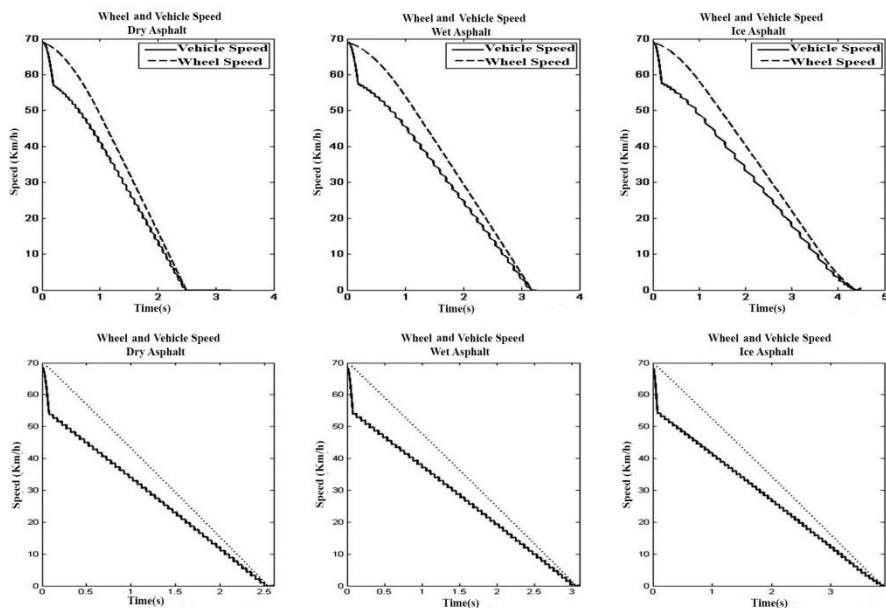 Wheel and Vehicle Speed
Dry Asphalt
70
60
50
40
30
20
10
0
Speed (Km/h)
Vehicle Speed
Wheel Speed
0
1
2
3
4
Time(s)
Wheel and Vehicle Speed
Wet Asphalt
70
60
50
40
30
20
10
0
Speed (Km/h)
Vehicle Speed
Wheel Speed
0
1
2
3
4
Time(s)
Wheel and Vehicle Speed
Ice Asphalt
70
60
50
40
30
20
10
0
Speed (Km/h)
Vehicle Speed
Wheel Speed
0
1
2
3
4
5
Time(s)
Wheel and Vehicle Speed
Dry Asphalt
70
60
50
40
30
20
10
0
Speed (Km/h)
0
0.5
1
1.5
2
2.5
Time(s)
Wheel and Vehicle Speed
Wet Asphalt
70
60
50
40
30
20
10
0
Speed (Km/h)
0
0.5
1
1.5
2
2.5
3
Time(s)
Wheel and Vehicle Speed
Ice Asphalt
70
60
50
40
30
20
10
0
Speed (Km/h)
0
1
2
3
Time(s)